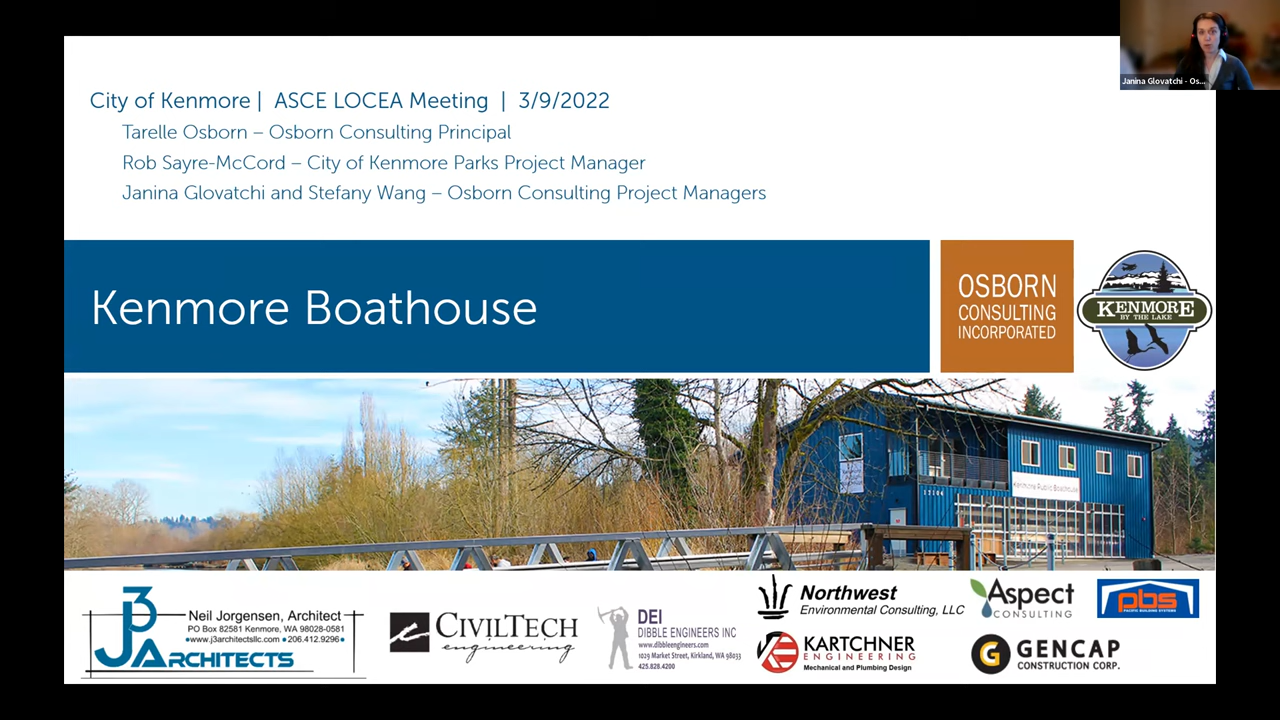 Janina Glovatchi - Os...
City of Kenmore | ASCE LOCEA Meeting | 3/9/2022
Tarelle Osborn – Osborn Consulting Principal
Rob Sayre-McCord – City of Kenmore Parks Project Manager
Janina Glovatchi and Stefany Wang – Osborn Consulting Project Managers
Kenmore Boathouse
OSBORN
CONSULTING
INCORPORATED
KENMORE
BY THE LAKE
Kenmore Public Boathouse
17104
J3
ARCHITECTS
Neil Jorgensen, Architect
PO Box 82581 Kenmore, WA 98028-0581
www.j3architectsllc.com • 206.412.9296
CIVILTECH
engineering
DEI
DIBBLE ENGINEERS INC
www.dibbleengineers.com
1029 Market Street, Kirkland, WA 98033
425.828.4200
Northwest
Environmental Consulting, LLC
KARTCHNER
ENGINEERING
Mechanical and Plumbing Design
Aspect
CONSULTING
pbs
PACIFIC BUILDING SYSTEMS
GENCAP
CONSTRUCTION CORP.